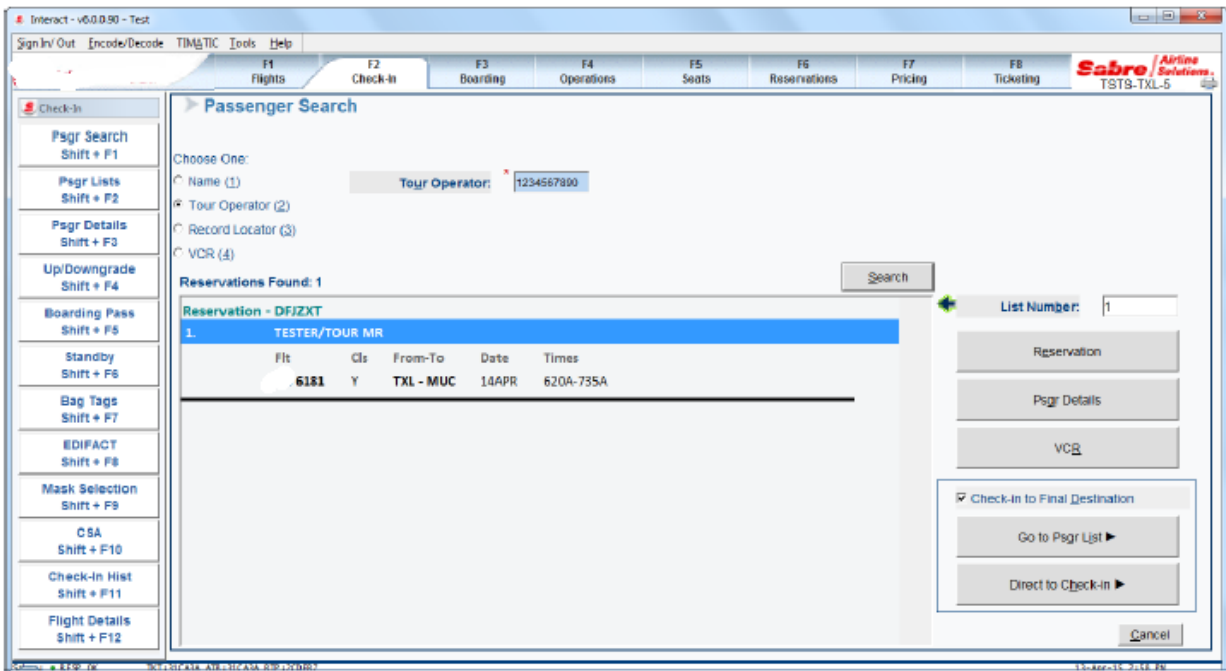 Interact - v6.0.0.90 - Test
Sign In/ Out Encode/Decode TIMATIC Tools Help
F1 Flights
F2 Check-In
F3 Boarding
F4 Operations
F5 Seats
F6 Reservations
F7 Pricing
F8 Ticketing
Sabre Airline Solutions.
TSTS-TXL-5
Check-In
Psgr Search
Shift + F1
Psgr Lists
Shift + F2
Psgr Details
Shift + F3
Up/Downgrade
Shift + F4
Boarding Pass
Shift + F5
Standby
Shift + F6
Bag Tags
Shift + F7
EDIFACT
Shift + F8
Mask Selection
Shift + F9
CSA
Shift + F10
Check-In Hist
Shift + F11
Flight Details
Shift + F12
Passenger Search
Choose One:
Name (1)
Tour Operator (2)
Record Locator (3)
VCR (4)
Tour Operator: * 1234567890
Search
Reservations Found: 1
Reservation - DFJZXT
1. TESTER/TOUR MR
Flt Cls From-To Date Times
6181 Y TXL - MUC 14APR 620A-735A
List Number: 1
Reservation
Psgr Details
VCR
Check-in to Final Destination
Go to Psgr List
Direct to Check-in
Cancel
13-Apr-15 2:58 PM